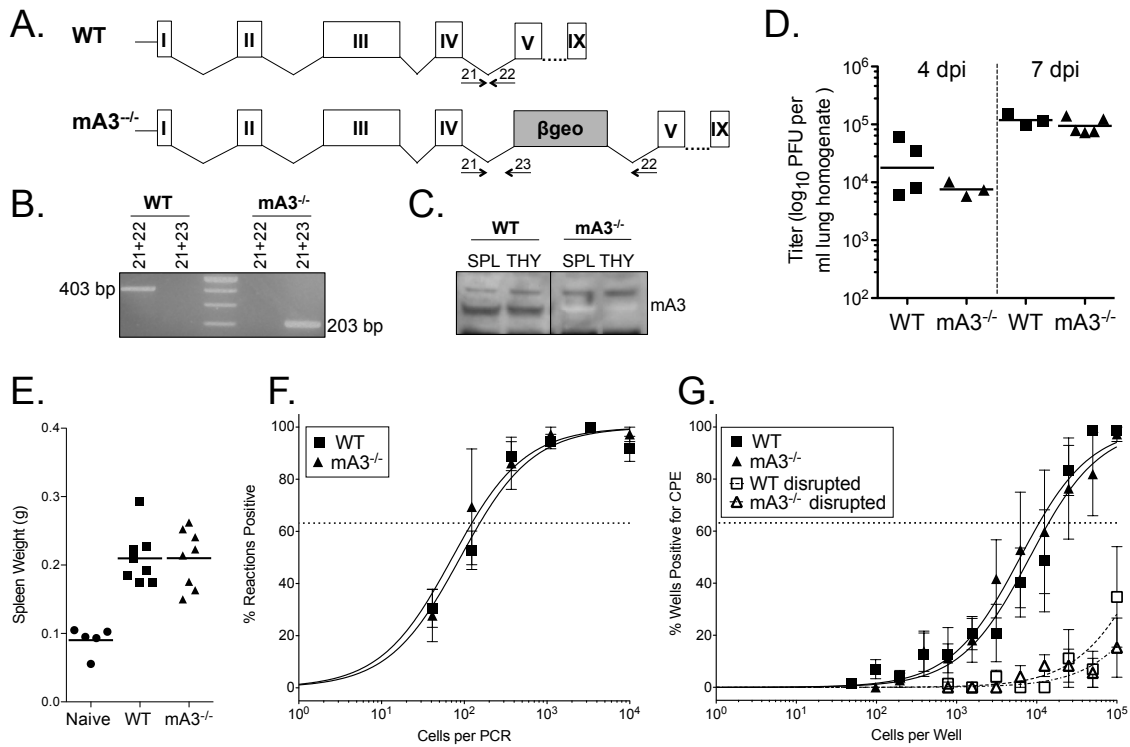 A.
WT
I II III IV V IX
21 22
mA3--/-
I II III IV βgeo V IX
21 23 22
B.
WT mA3-/-
21+22 21+23 21+22 21+23
403 bp
203 bp
C.
WT mA3-/-
SPL THY SPL THY
mA3
D.
4 dpi 7 dpi
Titer (log10 PFU per
ml lung homogenate )
10^6
10^5
10^4
10^3
10^2
WT mA3-/- WT mA3-/-
E.
Spleen Weight (g)
0.4
0.3
0.2
0.1
0.0
Naive WT mA3-/-
F.
WT
mA3-/-
% Reactions Positive
100
80
60
40
20
0
10^0 10^2 10^4
Cells per PCR
G.
WT
mA3-/-
WT disrupted
mA3-/- disrupted
% Wells Positive for CPE
100
80
60
40
20
0
10^0 10^2 10^3 10^4 10^5
Cells per Well